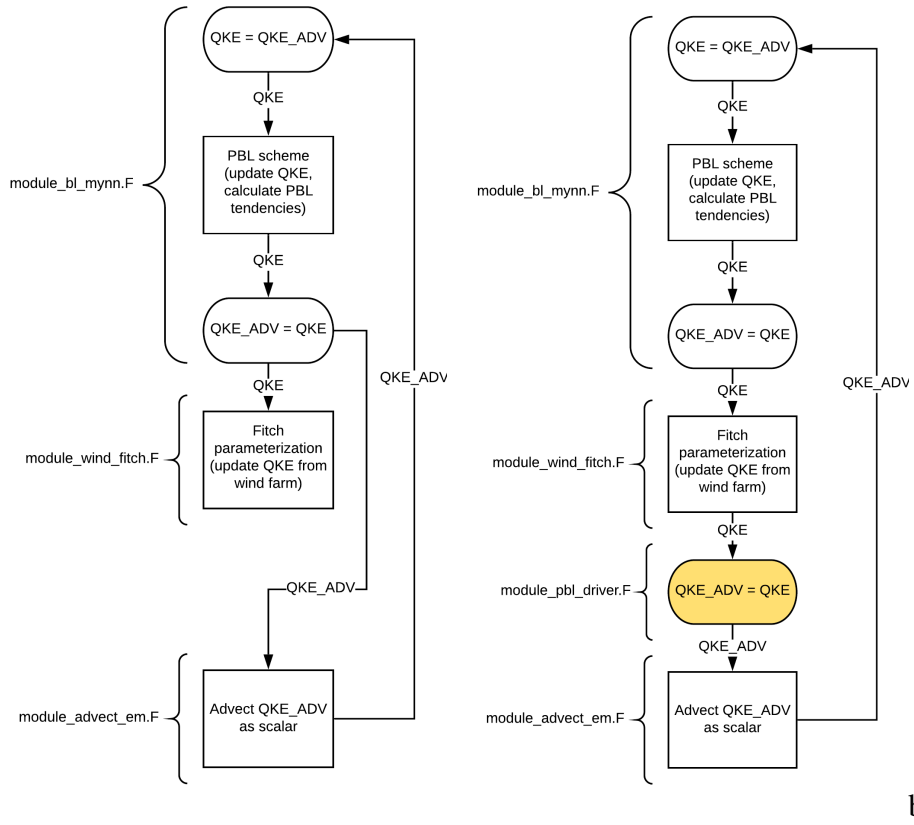 QKE = QKE_ADV
QKE
PBL scheme
(update QKE,
calculate PBL
tendencies)
module_bl_mynn.F
QKE
QKE_ADV = QKE
QKE
QKE_ADV
Fitch
parameterization
(update QKE from
wind farm)
module_wind_fitch.F
QKE_ADV
Advect QKE_ADV
as scalar
module_advect_em.F
QKE = QKE_ADV
QKE
PBL scheme
(update QKE,
calculate PBL
tendencies)
module_bl_mynn.F
QKE
QKE_ADV = QKE
QKE
QKE_ADV
Fitch
parameterization
(update QKE from
wind farm)
module_wind_fitch.F
QKE
QKE_ADV = QKE
module_pbl_driver.F
QKE_ADV
Advect QKE_ADV
as scalar
module_advect_em.F